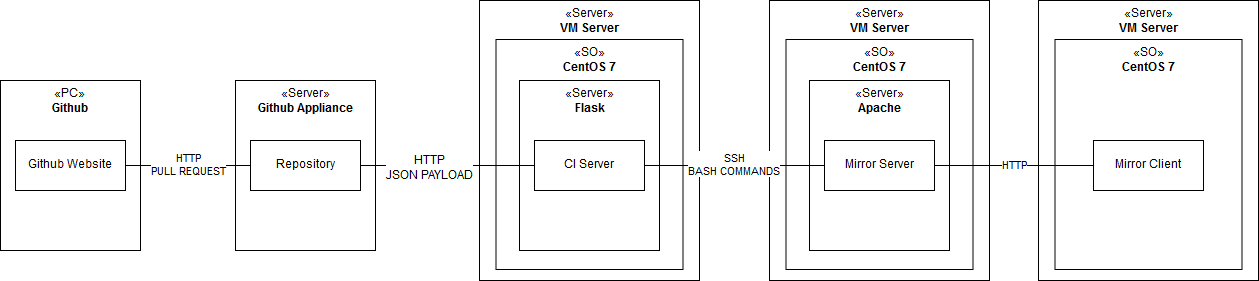 «PC»
Github
Github Website
HTTP
PULL REQUEST
«Server»
Github Appliance
Repository
HTTP
JSON PAYLOAD
«Server»
VM Server
«SO»
CentOS 7
«Server»
Flask
CI Server
SSH
BASH COMMANDS
«Server»
VM Server
«SO»
CentOS 7
«Server»
Apache
Mirror Server
HTTP
«Server»
VM Server
«SO»
CentOS 7
Mirror Client